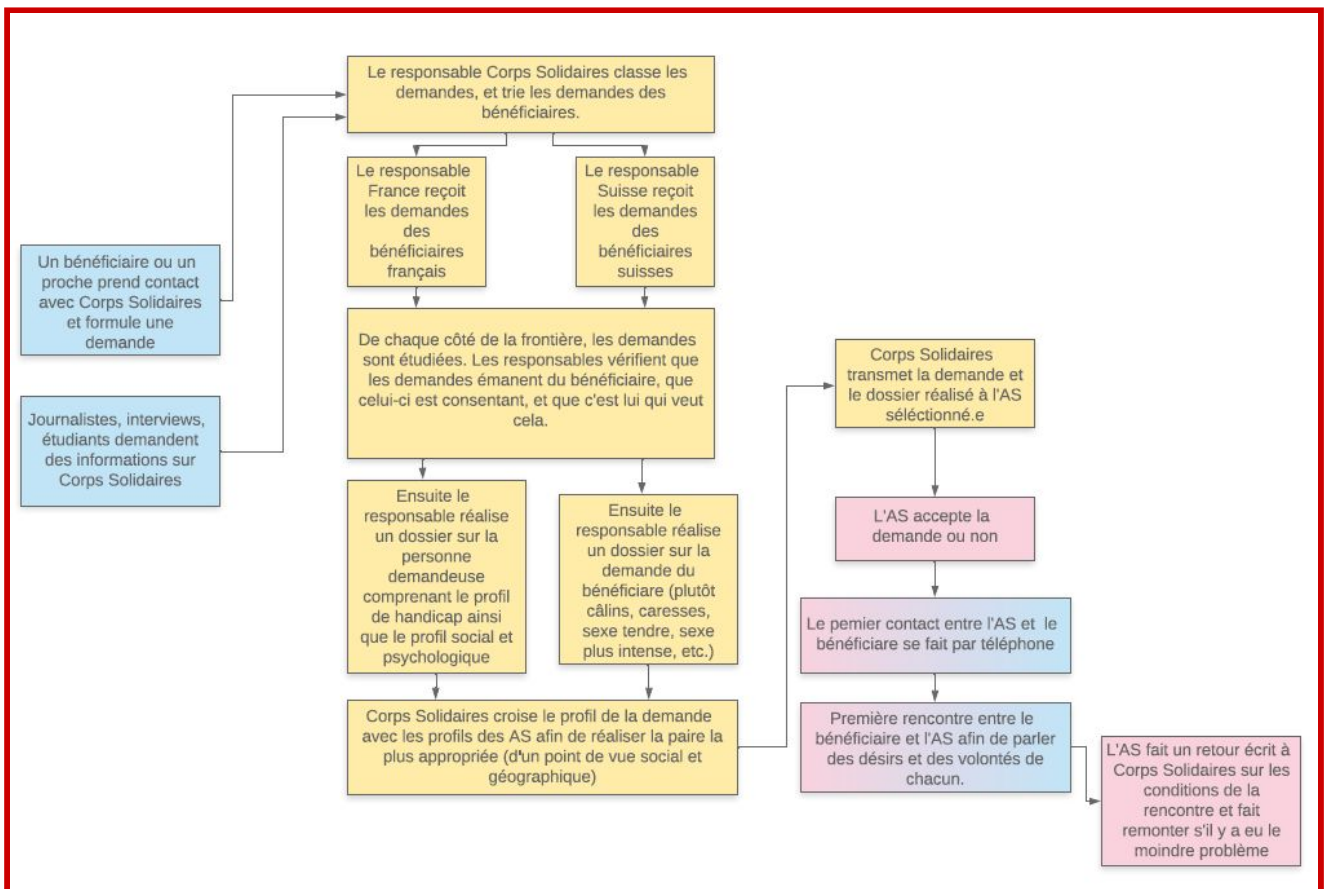 Le responsable Corps Solidaires classe les
demandes, et trie les demandes des
bénéficiaires.
Le responsable
France reçoit
les demandes
des
bénéficiaires
français
Le responsable
Suisse reçoit
les demandes
des
bénéficiaires
suisses
Un bénéficiaire ou un
proche prend contact
avec Corps Solidaires
et formule une
demande
Journalistes, interviews,
étudiants demandent
des informations sur
Corps Solidaires
De chaque côté de la frontière, les demandes
sont étudiées. Les responsables vérifient que
les demandes émanent du bénéficiaire, que
celui-ci est consentant, et que c'est lui qui veut
cela.
Ensuite le
responsable réalise
un dossier sur la
personne
demandeuse
comprenant le profil
de handicap ainsi
que le profil social et
psychologique
Ensuite le
responsable réalise
un dossier sur la
demande du
bénéficiare (plutôt
câlins, caresses,
sexe tendre, sexe
plus intense, etc.)
Corps Solidaires croise le profil de la demande
avec les profils des AS afin de réaliser la paire la
plus appropriée (d'un point de vue social et
géographique)
Corps Solidaires
transmet la demande et
le dossier réalisé à l'AS
séléctionné.e
L'AS accepte la
demande ou non
Le pemier contact entre l'AS et le
bénéficiare se fait par téléphone
Première rencontre entre le
bénéficiaire et l'AS afin de parler
des désirs et des volontés de
chacun.
L'AS fait un retour écrit à
Corps Solidaires sur les
conditions de la
rencontre et fait
remonter s'il y a eu le
moindre problème